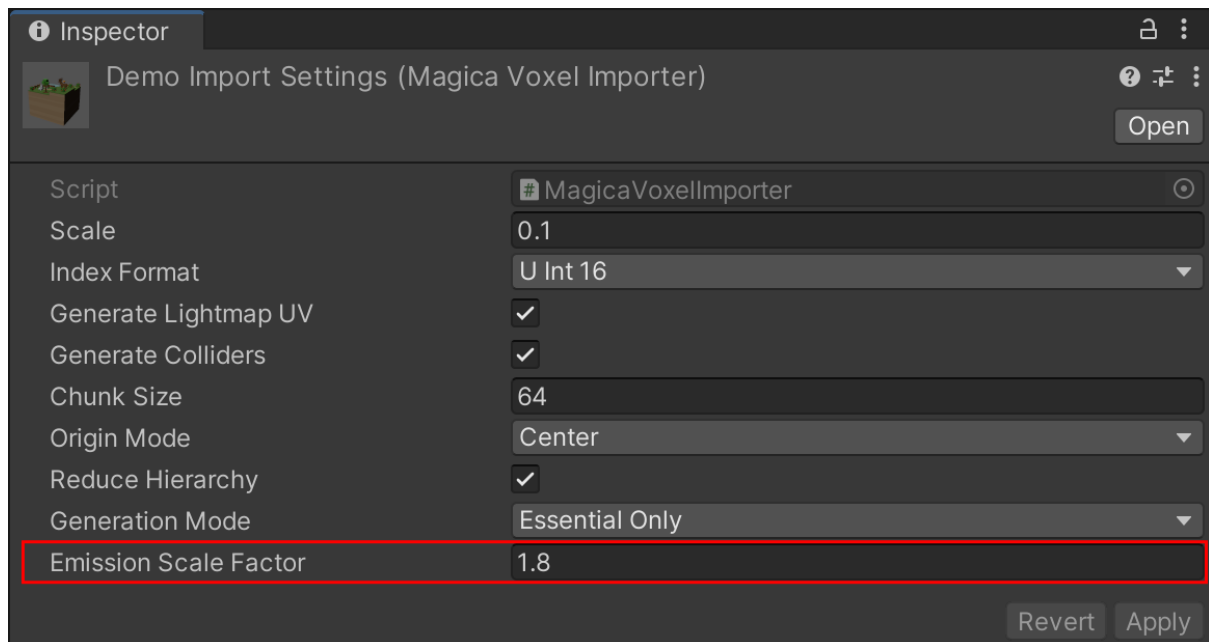 Inspector
Demo Import Settings (Magica Voxel Importer)
Open
Script # MagicaVoxelImporter
Scale 0.1
Index Format U Int 16
Generate Lightmap UV
Generate Colliders
Chunk Size 64
Origin Mode Center
Reduce Hierarchy
Generation Mode Essential Only
Emission Scale Factor 1.8
Revert Apply